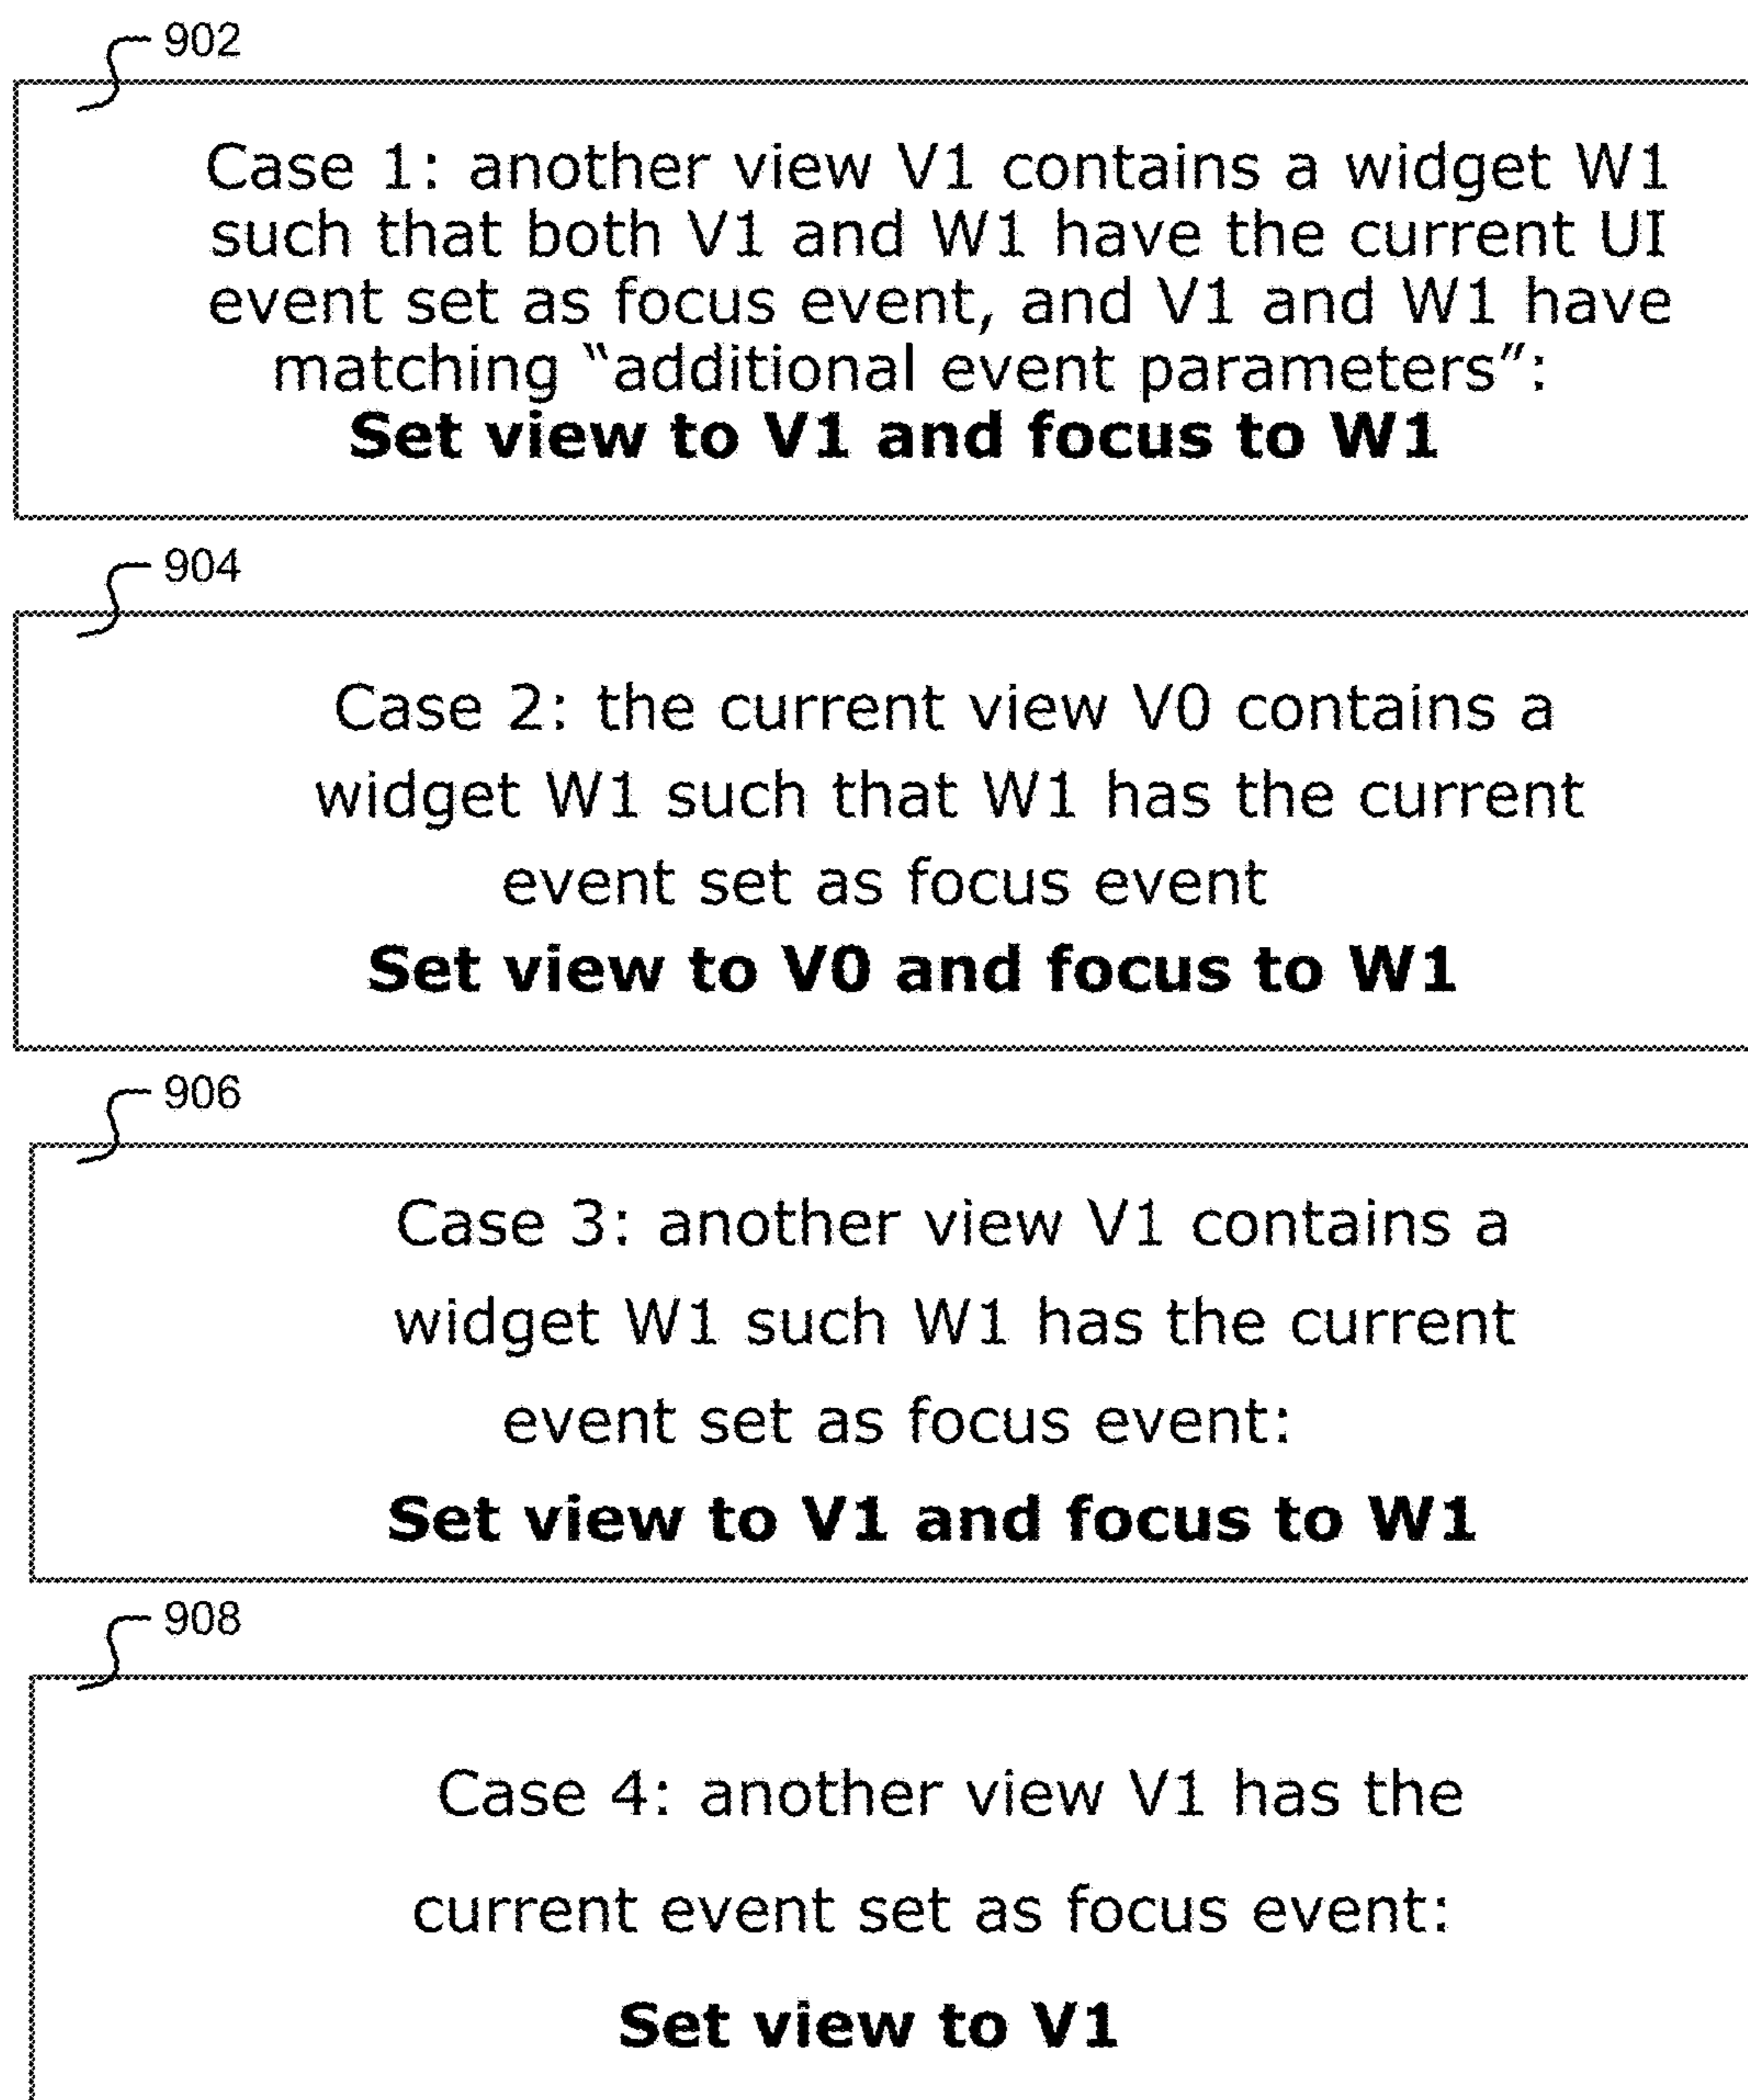 902
Case 1: another view V1 contains a widget W1
such that both V1 and W1 have the current UI
event set as focus event, and V1 and W1 have
matching “additional event parameters”:
Set view to V1 and focus to W1
904
Case 2: the current view V0 contains a
widget W1 such that W1 has the current
event set as focus event
Set view to V0 and focus to W1
906
Case 3: another view V1 contains a
widget W1 such W1 has the current
event set as focus event:
Set view to V1 and focus to W1
908
Case 4: another view V1 has the
current event set as focus event:
Set view to V1